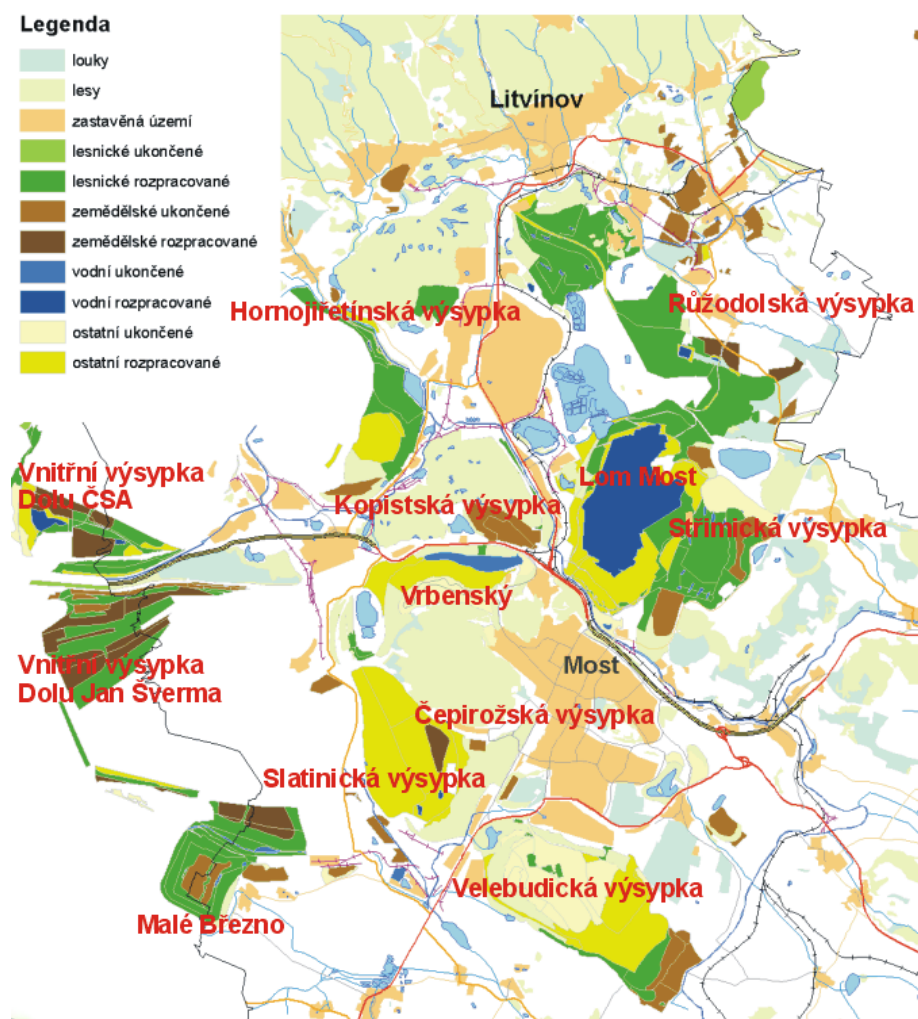 Legenda
louky
lesy
zastavěná území
lesnické ukončené
lesnické rozpracované
zemědělské ukončené
zemědělské rozpracované
vodní ukončené
vodní rozpracované
ostatní ukončené
ostatní rozpracované
Litvínov
Hornojiřetínská výsypka
Růžodolská výsypka
Vnitřní výsypka
Dolu ČSA
Lom Most
Kopistská výsypka
Střimická výsypka
Vrbenský
Vnitřní výsypka
Dolu Jan Šverma
Most
Čepirožská výsypka
Slatinická výsypka
Velebudická výsypka
Malé Březno